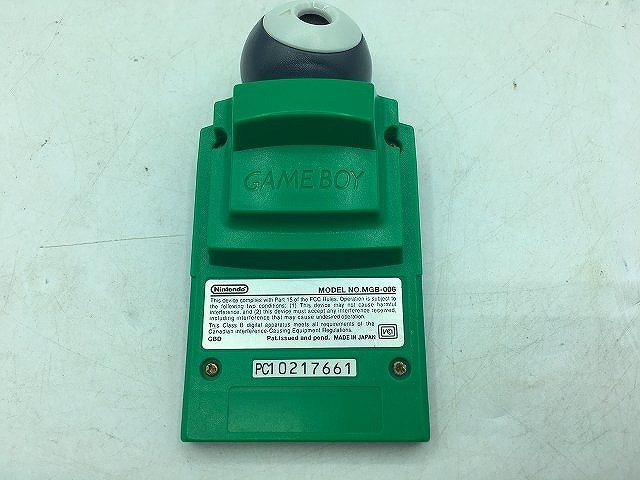 GAME BOY
Nintendo MODEL NO.MGB-006
This device complies with Part 15 of the FCC Rules. Operation is subject to
the following two conditions: (1) This device may not cause harmful
interference, and (2) this device must accept any interference received,
including interference that may cause undesired operation.
This Class B digital apparatus meets all requirements of the
Canadian Interference-Causing Equipment Regulations.
GBD Pat.issued and pend. MADE IN JAPAN
PC10217661